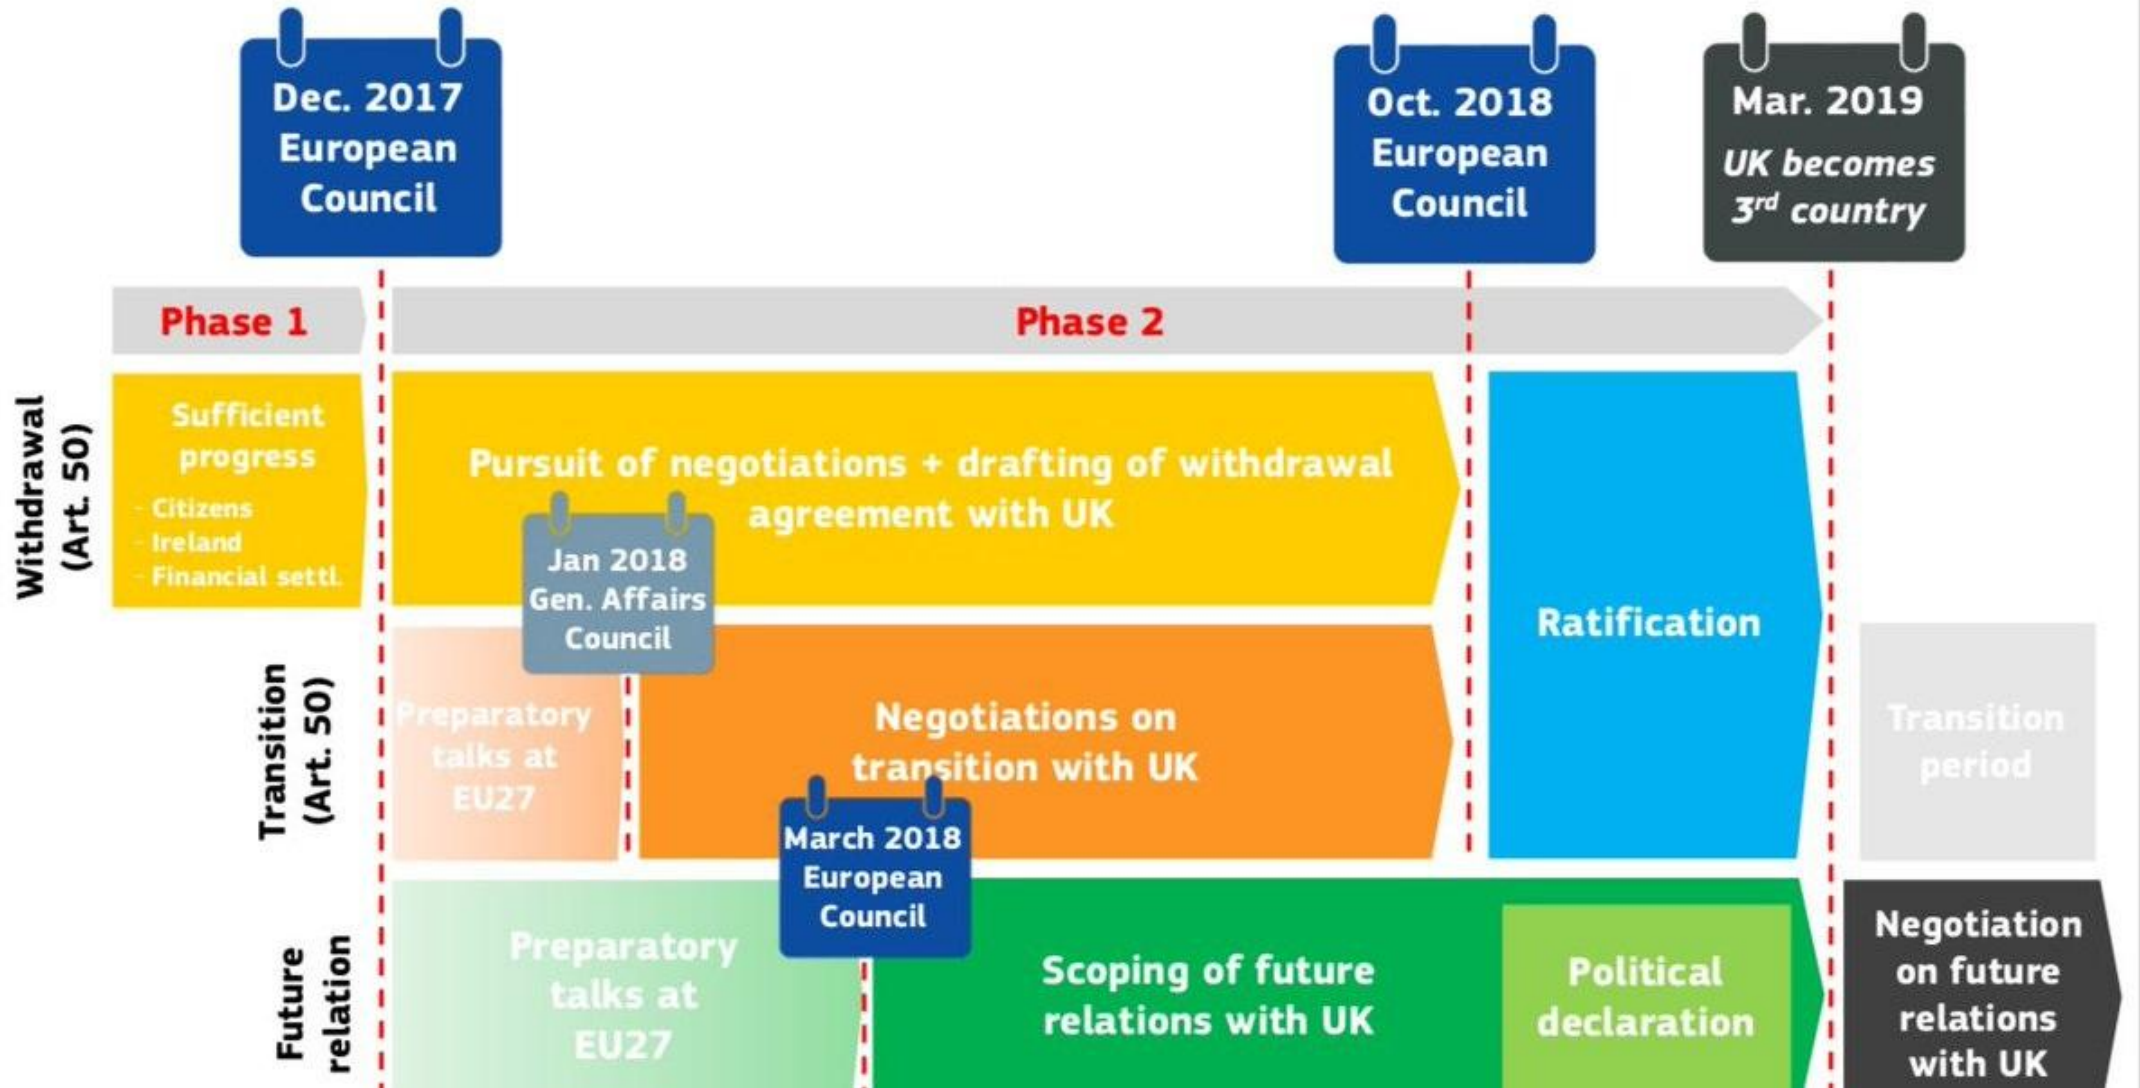 Dec. 2017
European
Council
Oct. 2018
European
Council
Mar. 2019
UK becomes
3rd country
Phase 1
Phase 2
Withdrawal
(Art. 50)
Sufficient
progress
- Citizens
- Ireland
- Financial settl.
Pursuit of negotiations + drafting of withdrawal
agreement with UK
Jan 2018
Gen. Affairs
Council
Ratification
Transition
(Art. 50)
Preparatory
talks at
EU27
Negotiations on
transition with UK
Transition
period
March 2018
European
Council
Future
relation
Preparatory
talks at
EU27
Scoping of future
relations with UK
Political
declaration
Negotiation
on future
relations
with UK